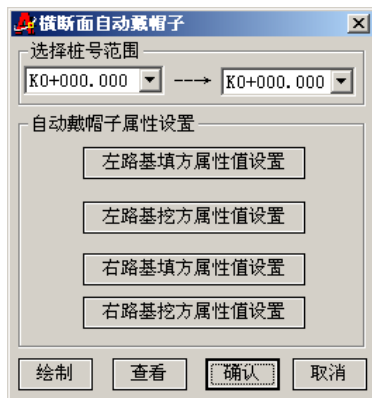 横断面自动戴帽子
选择桩号范围
K0+000.000 ---→ K0+000.000
自动戴帽子属性设置
左路基填方属性值设置
左路基挖方属性值设置
右路基填方属性值设置
右路基挖方属性值设置
绘制 查看 确认 取消